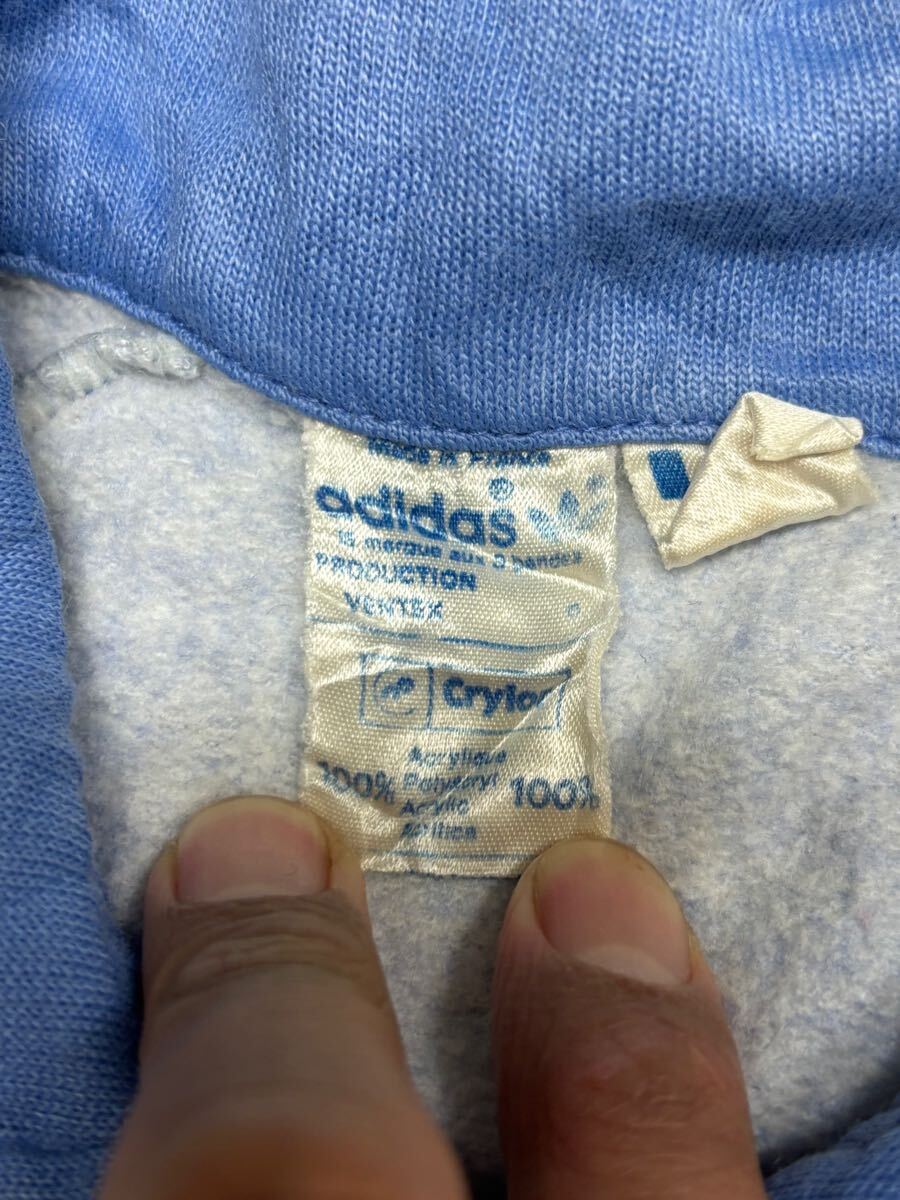 Made in France
adidas ®
la marque aux 3 bandes
PRODUCTION
VENTEX
Crylor
Acrylique
100% Polyacryl 100%
Acrylic